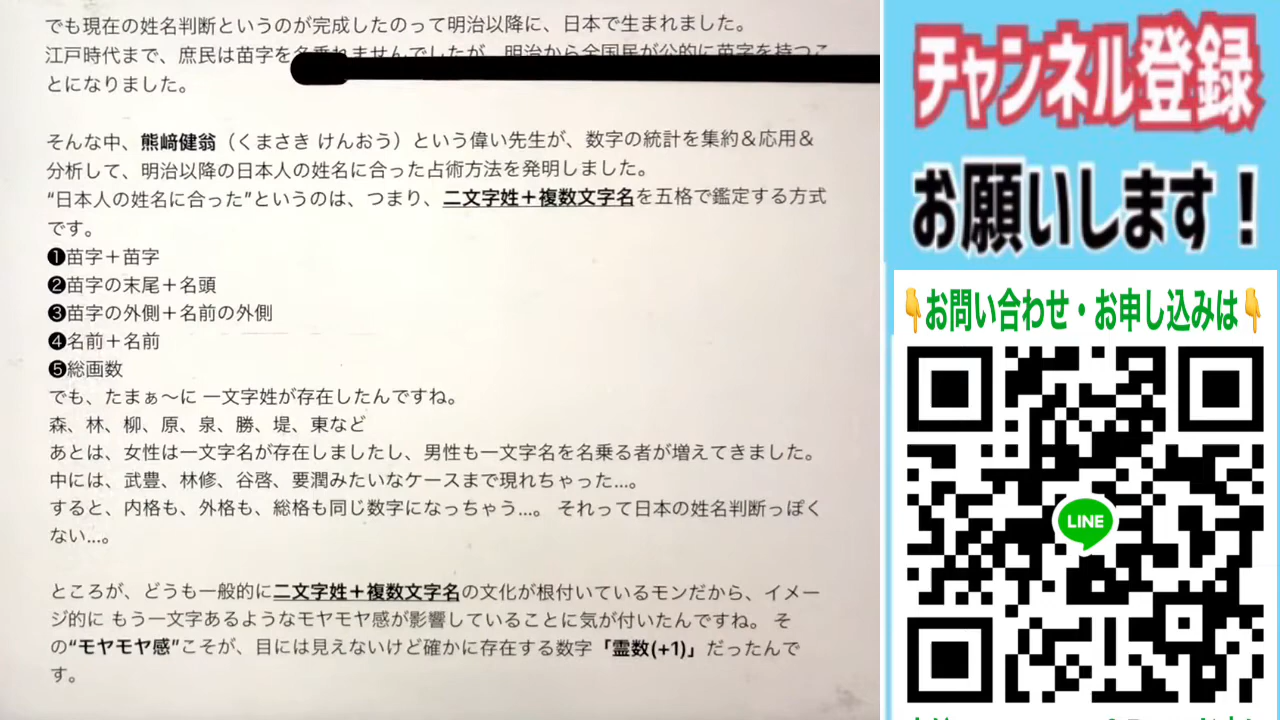 でも現在の姓名判断というのが完成したのって明治以降に、日本で生まれました。
江戸時代まで、庶民は苗字を名乗れませんでしたが、明治から全国民が公的に苗字を持つこ
とになりました。
そんな中、熊﨑健翁（くまさき けんおう）という偉い先生が、数字の統計を集約＆応用＆
分析して、明治以降の日本人の姓名に合った占術方法を発明しました。
“日本人の姓名に合った”というのは、つまり、二文字姓＋複数文字名を五格で鑑定する方式
です。
❶苗字＋苗字
❷苗字の末尾＋名頭
❸苗字の外側＋名前の外側
❹名前＋名前
❺総画数
でも、たまぁ〜に 一文字姓が存在したんですね。
森、林、柳、原、泉、勝、堤、東など
あとは、女性は一文字名が存在しましたし、男性も一文字名を名乗る者が増えてきました。
中には、武豊、林修、谷啓、要潤みたいなケースまで現れちゃった…。
すると、内格も、外格も、総格も同じ数字になっちゃう…。 それって日本の姓名判断っぽく
ない…。
ところが、どうも一般的に二文字姓＋複数文字名の文化が根付いているモンだから、イメー
ジ的に もう一文字あるようなモヤモヤ感が影響していることに気が付いたんですね。 そ
の“モヤモヤ感”こそが、目には見えないけど確かに存在する数字「霊数(+1)」だったんで
す。
チャンネル登録
お願いします！
👇お問い合わせ・お申し込みは👇
LINE